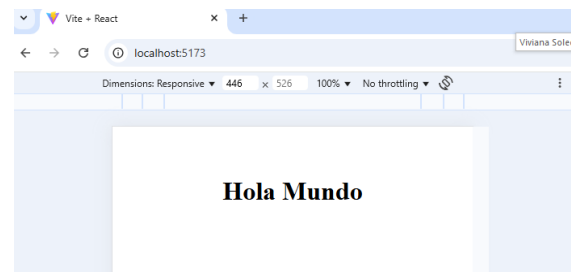 Vite + React
localhost:5173
Viviana Sole
Dimensions: Responsive 446 x 526 100% No throttling
Hola Mundo